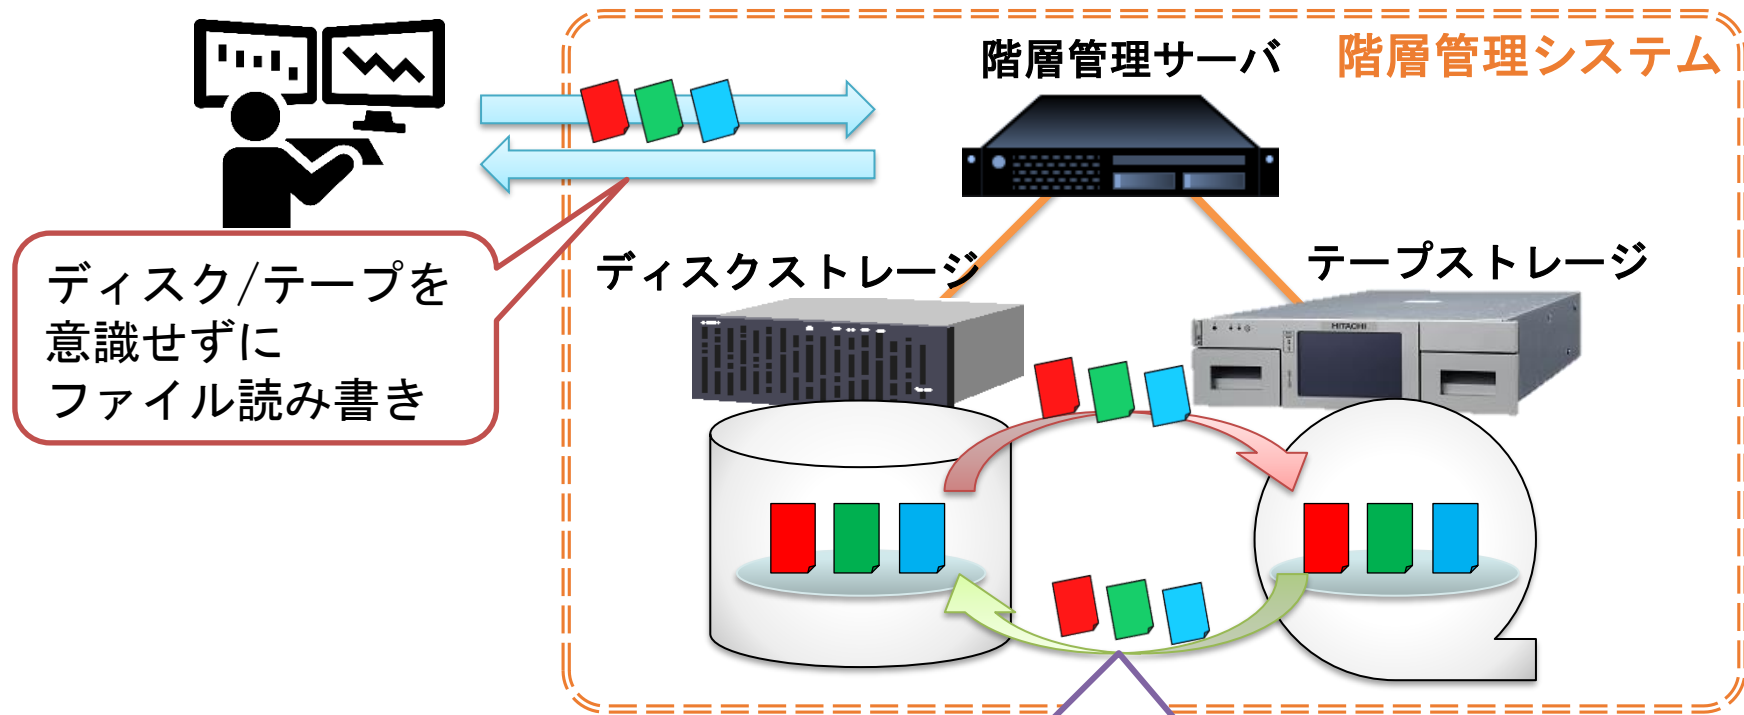 階層管理サーバ
階層管理システム
ディスクストレージ
テープストレージ
HITACHI
ディスク/テープを
意識せずに
ファイル読み書き